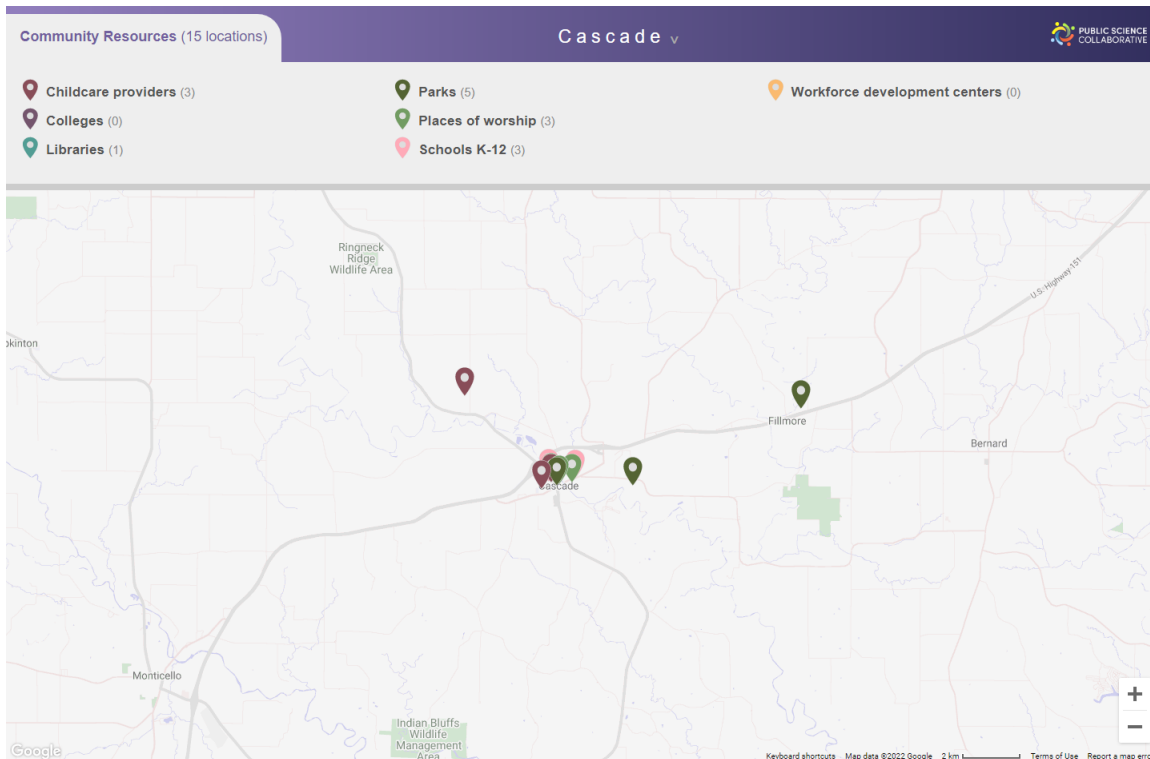 Community Resources (15 locations)
Cascade v
PUBLIC SCIENCE
COLLABORATIVE
Childcare providers (3)
Parks (5)
Workforce development centers (0)
Colleges (0)
Places of worship (3)
Libraries (1)
Schools K-12 (3)
Ringneck
Ridge
Wildlife Area
U.S. Highway 151
okinton
Fillmore
Bernard
Cascade
Monticello
Indian Bluffs
Wildlife
Management
Area
+
−
Google
Keyboard shortcuts Map data ©2022 Google 2 km Terms of Use Report a map erro